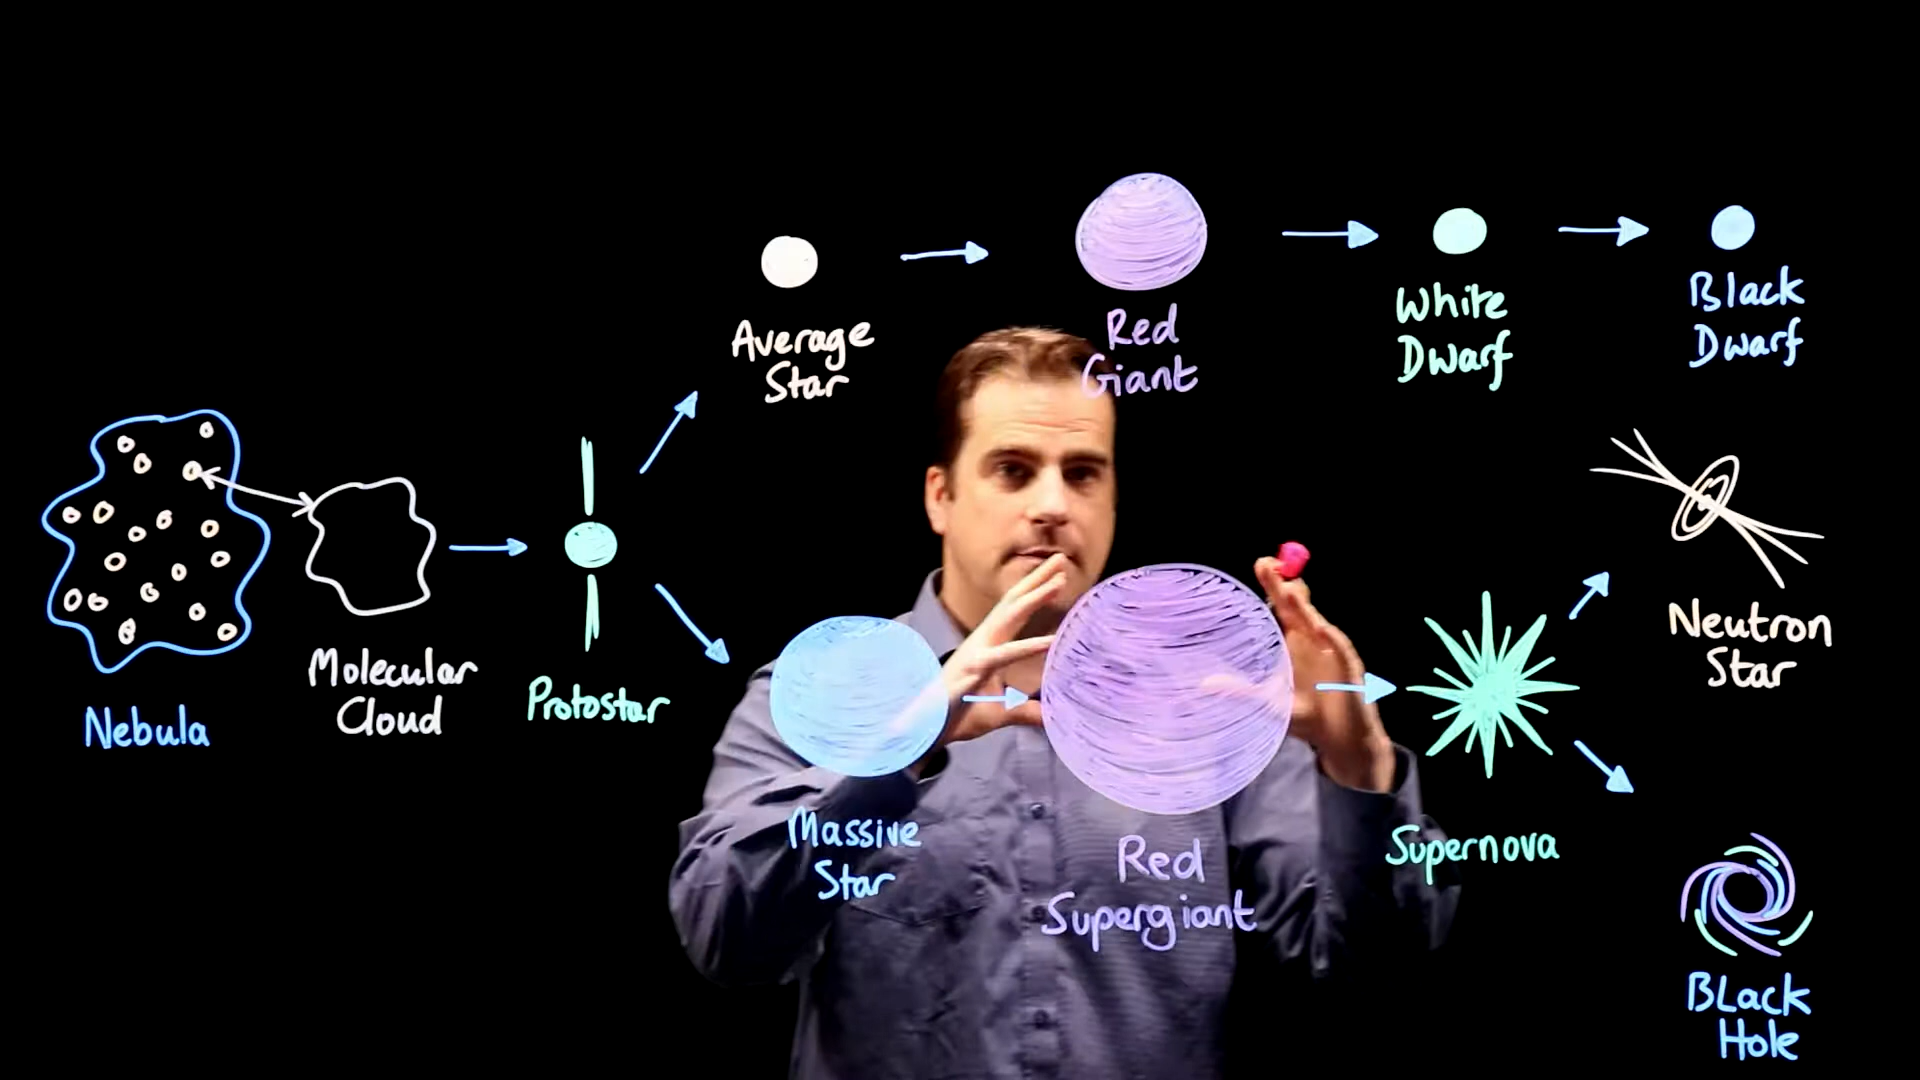 Nebula
Molecular
Cloud
Protostar
Average
Star
Red
Giant
White
Dwarf
Black
Dwarf
Massive
Star
Red
Supergiant
Supernova
Neutron
Star
BLack
Hole